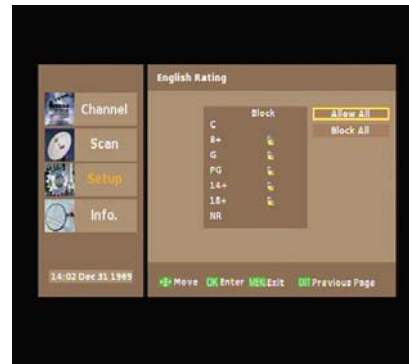 English Rating
Channel
Scan
Setup
Info.
Block
C
8+
G
PG
14+
18+
NR
Allow All
Block All
14:02 Dec 31 1989
Move OK Enter MENU Exit EXIT Previous Page